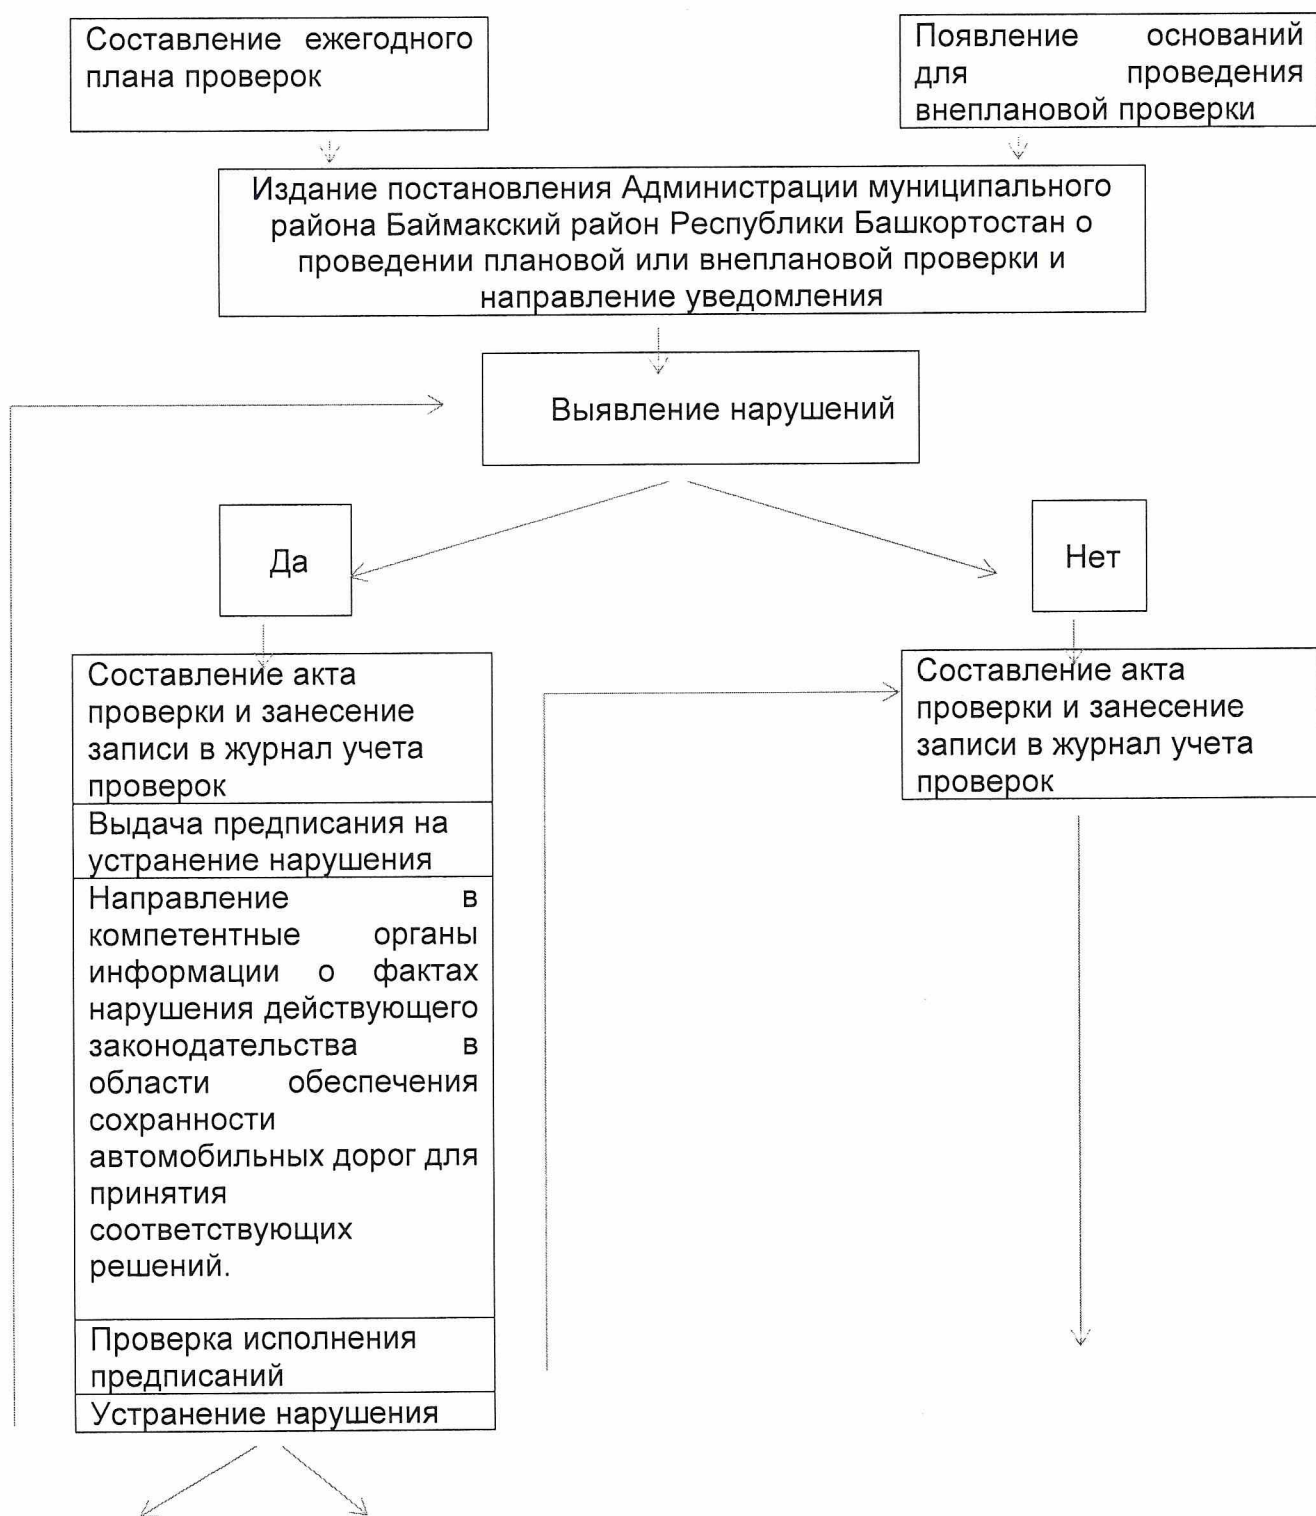 Составление ежегодного
плана проверок
Появление оснований
для проведения
внеплановой проверки
Издание постановления Администрации муниципального
района Баймакский район Республики Башкортостан о
проведении плановой или внеплановой проверки и
направление уведомления
Выявление нарушений
Да
Нет
Составление акта
проверки и занесение
записи в журнал учета
проверок
Выдача предписания на
устранение нарушения
Направление в
компетентные органы
информации о фактах
нарушения действующего
законодательства в
области обеспечения
сохранности
автомобильных дорог для
принятия
соответствующих
решений.
Проверка исполнения
предписаний
Устранение нарушения
Составление акта
проверки и занесение
записи в журнал учета
проверок